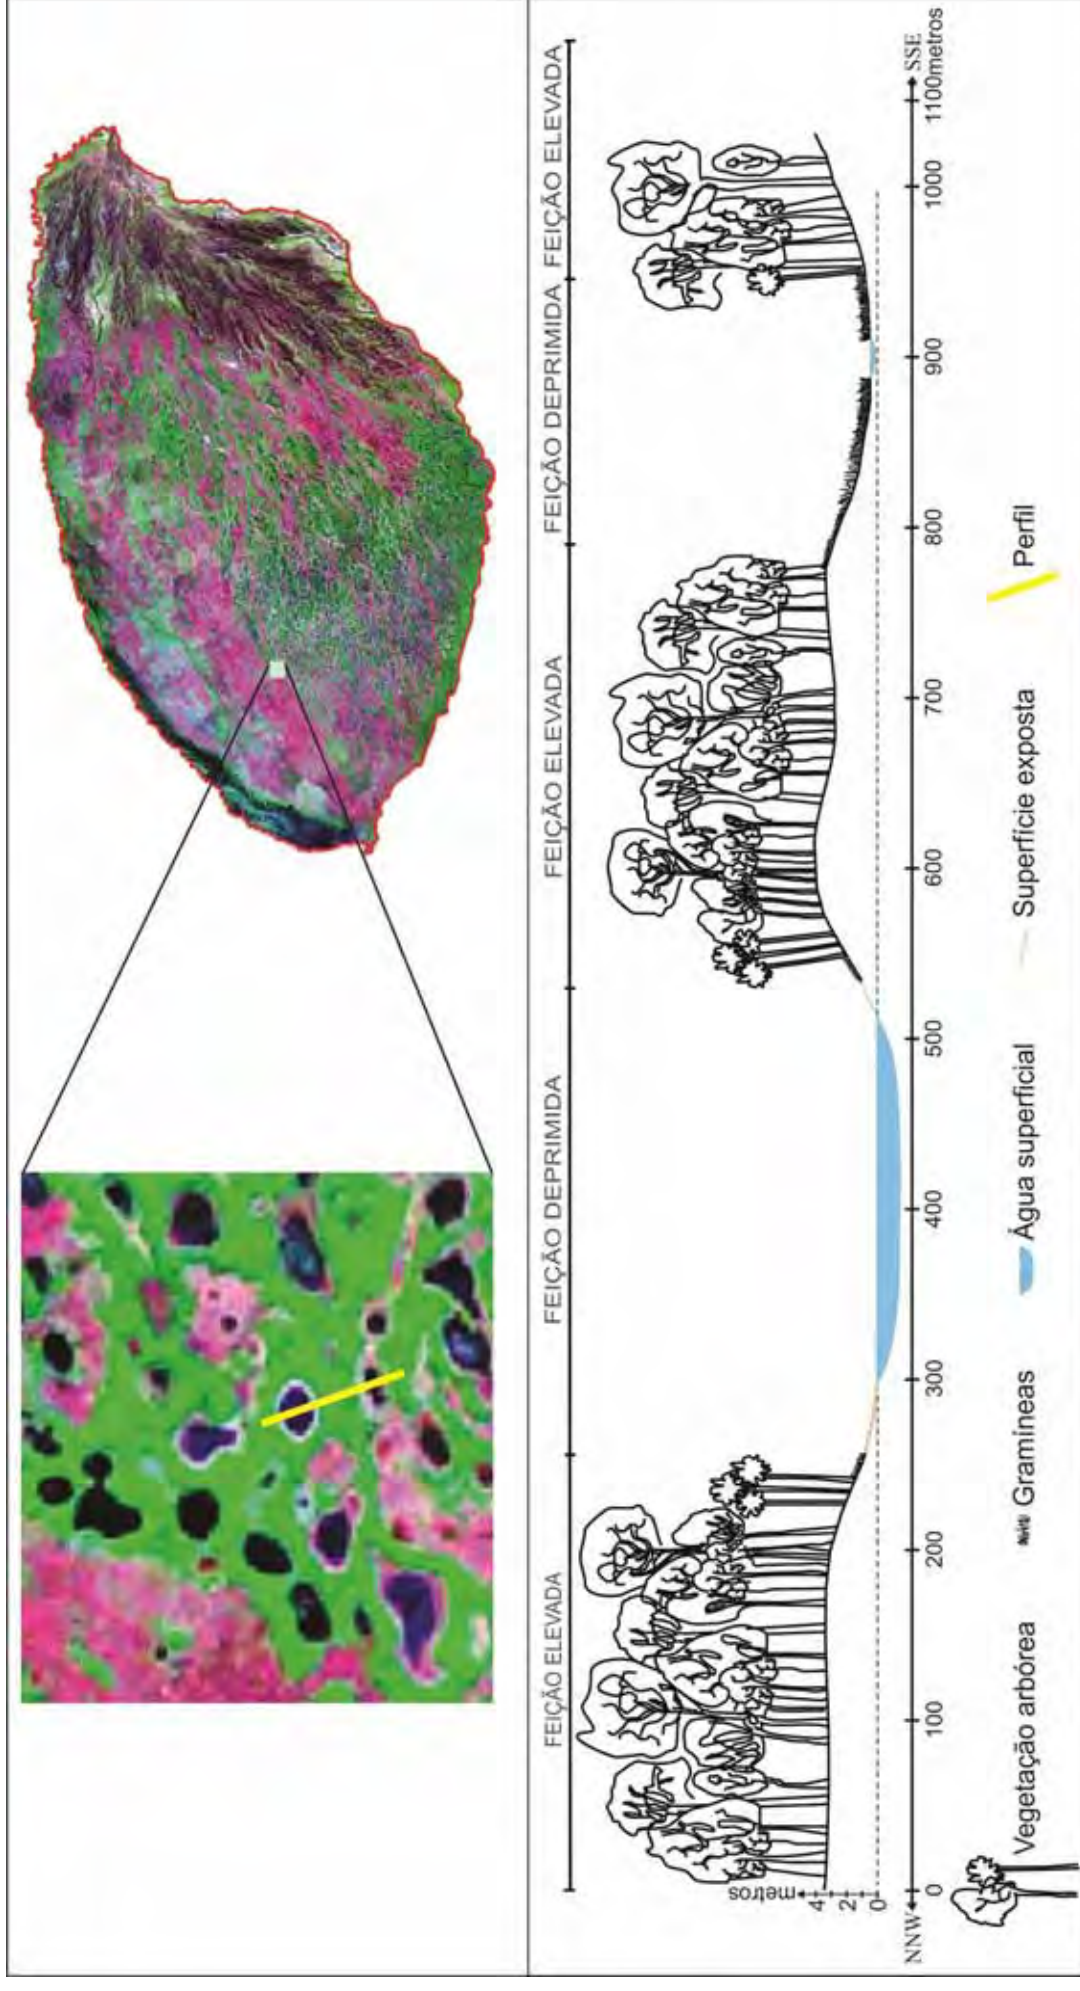 FEIÇÃO ELEVADA
FEIÇÃO DEPRIMIDA
FEIÇÃO ELEVADA
FEIÇÃO DEPRIMIDA
FEIÇÃO ELEVADA
metros
4
2
0
NNW
SSE
0
100
200
300
400
500
600
700
800
900
1000
1100metros
Vegetação arbórea
Gramíneas
Água superficial
Superfície exposta
Perfil